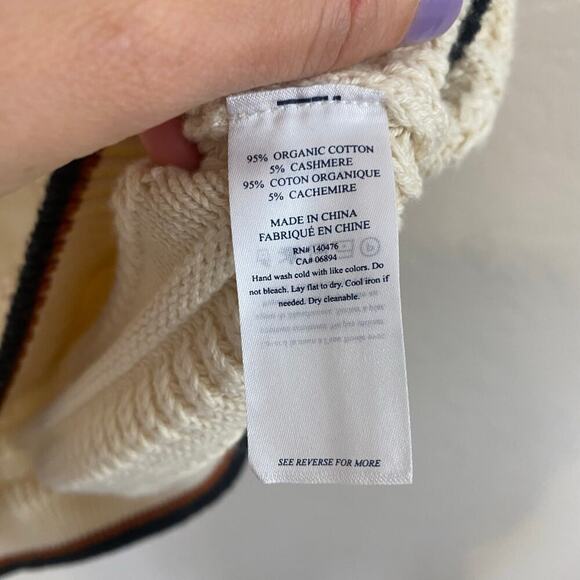 95% ORGANIC COTTON
5% CASHMERE
95% COTON ORGANIQUE
5% CACHEMIRE
MADE IN CHINA
FABRIQUÉ EN CHINE
RN# 140476
CA# 06894
Hand wash cold with like colors. Do
not bleach. Lay flat to dry. Cool iron if
needed. Dry cleanable.
SEE REVERSE FOR MORE